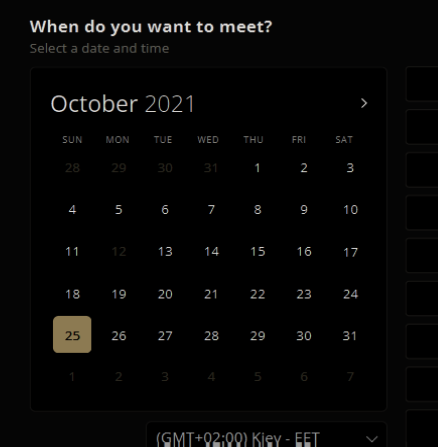 When do you want to meet?
Select a date and time
October 2021
SUN MON TUE WED THU FRI SAT
28 29 30 31 1 2 3
4 5 6 7 8 9 10
11 12 13 14 15 16 17
18 19 20 21 22 23 24
25 26 27 28 29 30 31
1 2 3 4 5 6 7
(GMT+02:00) Kiev - EET